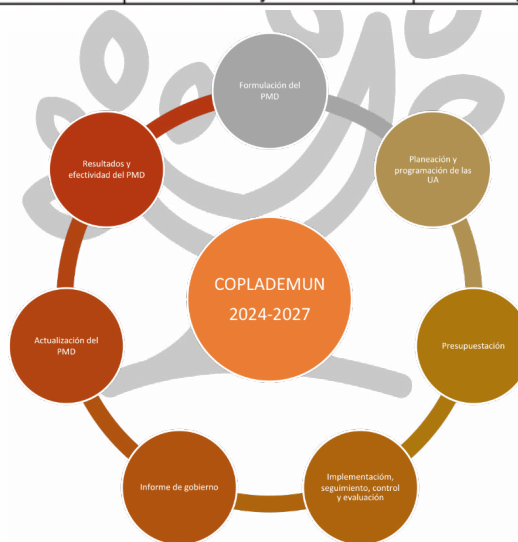 Formulación del
PMD
Planeación y
programación de las
UA
Presupuestación
Implementacióm,
seguimiento, control
y evaluación
Informe de gobierno
Actualización del
PMD
Resultados y
efectividad del PMD
COPLADEMUN
2024-2027